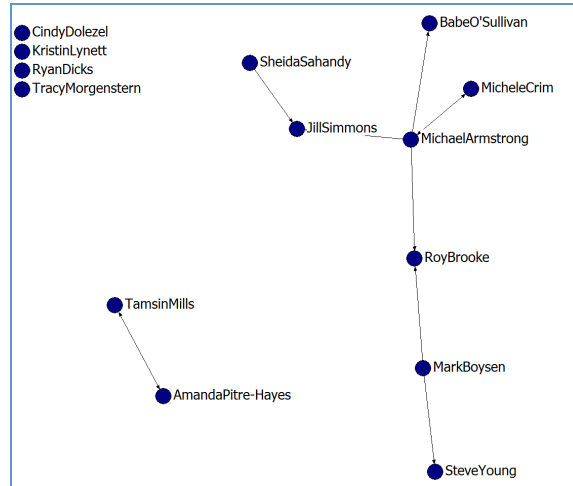 CindyDolezel
KristinLynett
RyanDicks
TracyMorgenstern
BabeO'Sullivan
SheidaSahandy
MicheleCrim
JillSimmons
MichaelArmstrong
RoyBrooke
TamsinMills
MarkBoysen
AmandaPitre-Hayes
SteveYoung